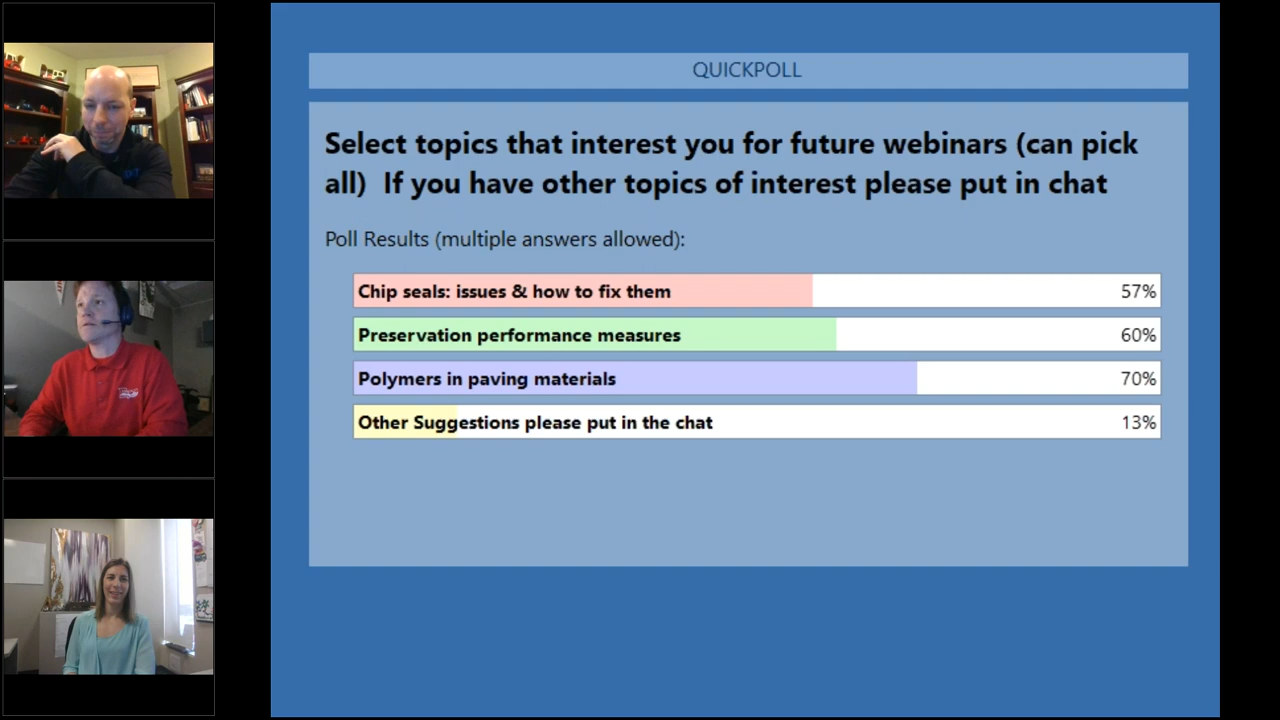 QUICKPOLL
Select topics that interest you for future webinars (can pick
all)  If you have other topics of interest please put in chat
Poll Results (multiple answers allowed):
Chip seals: issues & how to fix them 57%
Preservation performance measures 60%
Polymers in paving materials 70%
Other Suggestions please put in the chat 13%